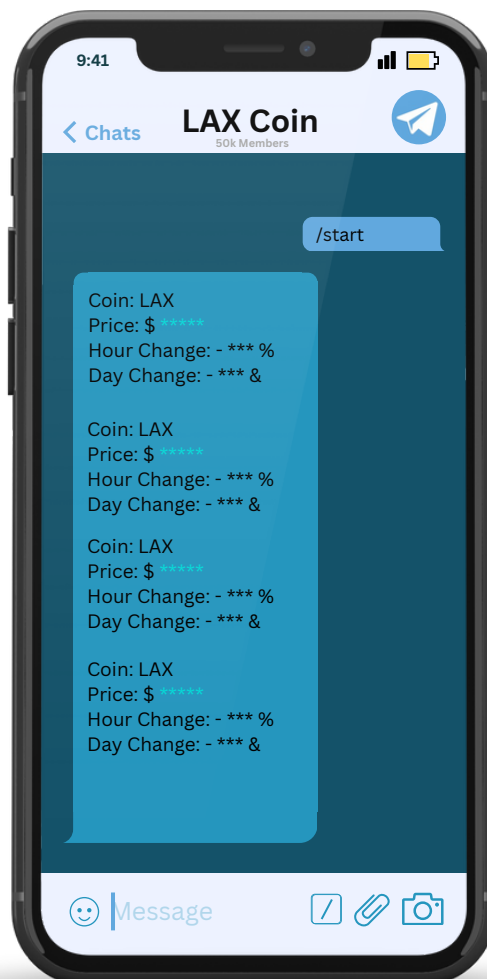 9:41
Chats
LAX Coin
50k Members
/start
Coin: LAX
Price: $ *****
Hour Change: - *** %
Day Change: - *** &
Coin: LAX
Price: $ *****
Hour Change: - *** %
Day Change: - *** &
Coin: LAX
Price: $ *****
Hour Change: - *** %
Day Change: - *** &
Coin: LAX
Price: $ *****
Hour Change: - *** %
Day Change: - *** &
Message
/